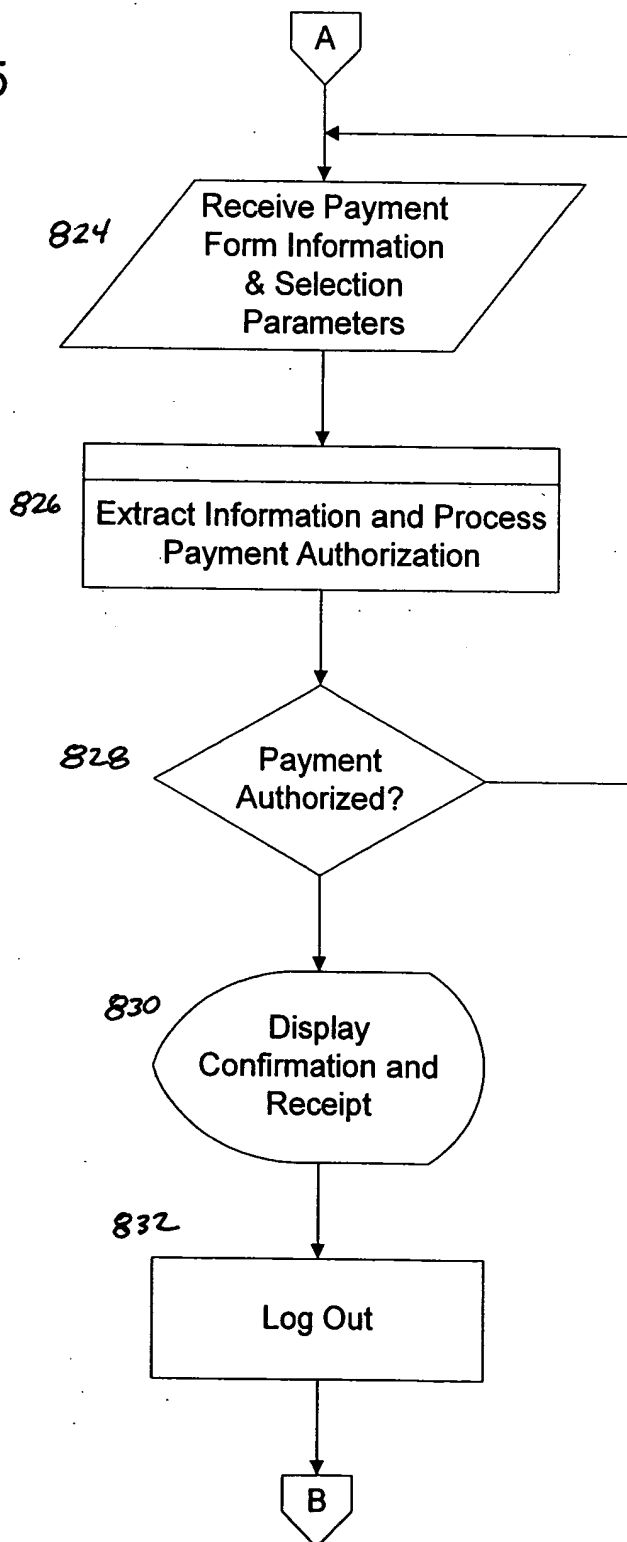 A
5
824
Receive Payment
Form Information
& Selection
Parameters
826
Extract Information and Process
Payment Authorization
828
Payment
Authorized?
830
Display
Confirmation and
Receipt
832
Log Out
B